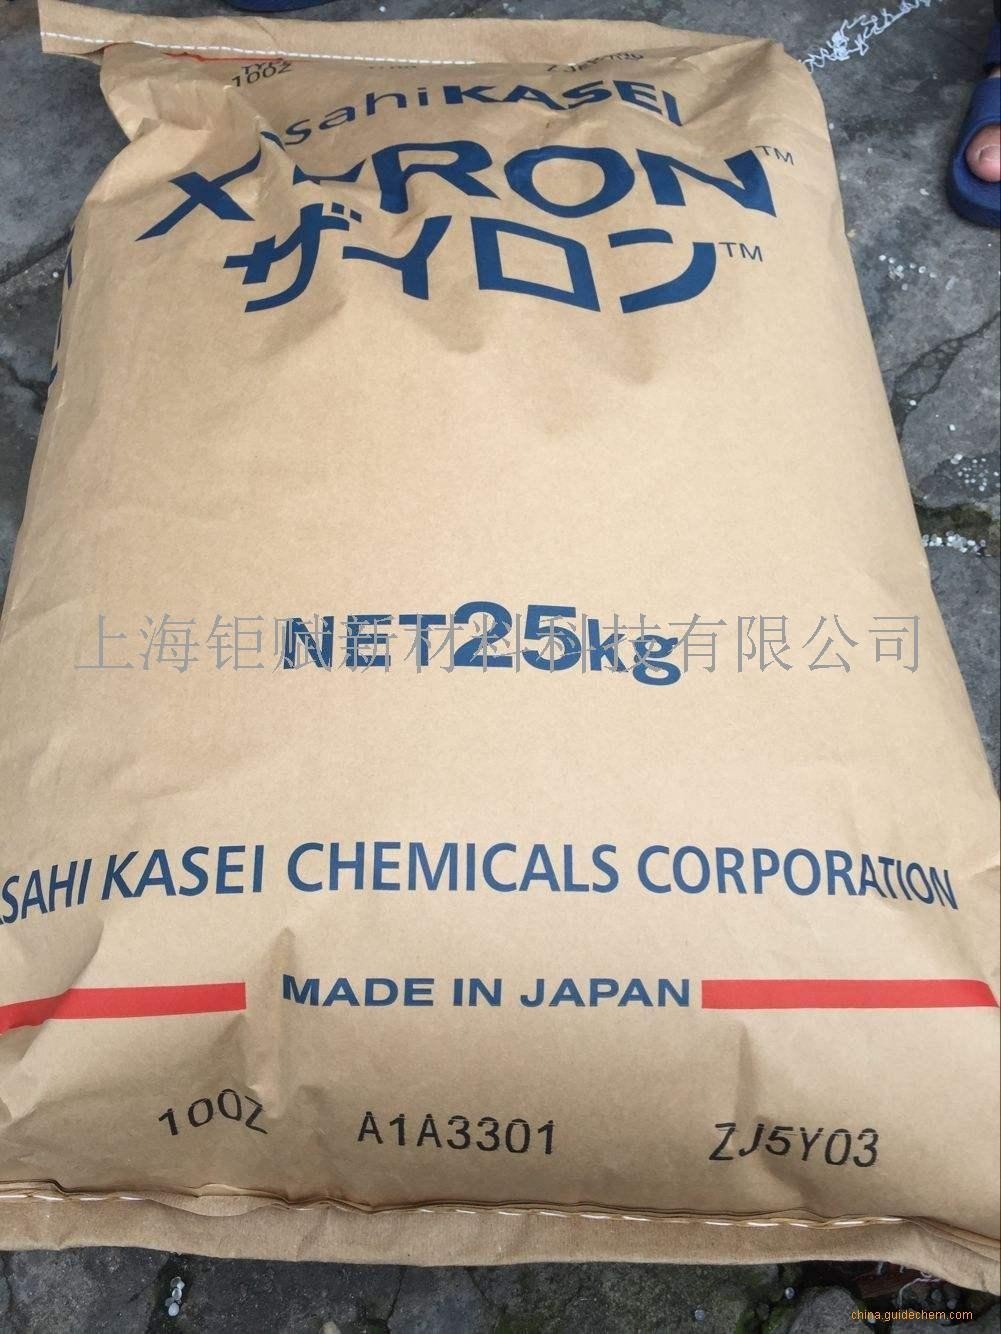 100Z
AsahiKASEI
XYRON™
ザイロン™
NET25kg
上海钜赋新材料科技有限公司
ASAHI KASEI CHEMICALS CORPORATION
MADE IN JAPAN
100Z A1A3301 ZJ5Y03
china.guidechem.com